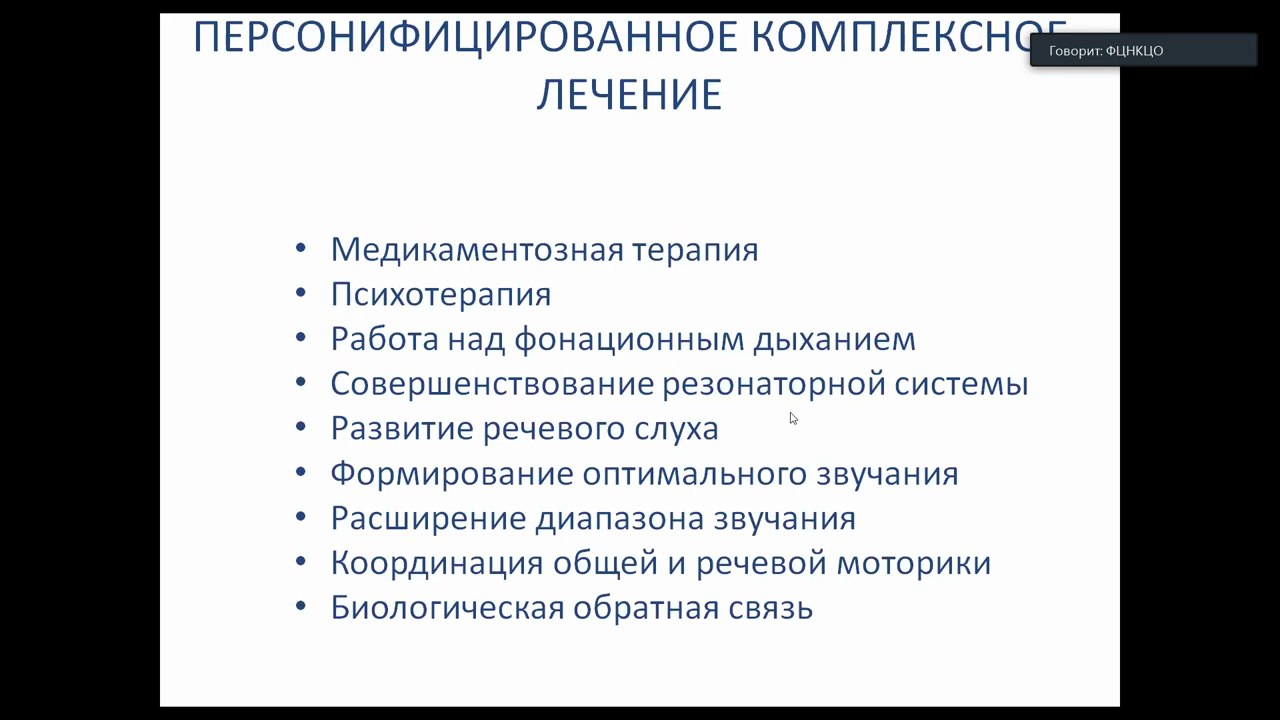 ПЕРСОНИФИЦИРОВАННОЕ КОМПЛЕКСНОЕ
Говорит: ФЦНКЦО
ЛЕЧЕНИЕ
• Медикаментозная терапия
• Психотерапия
• Работа над фонационным дыханием
• Совершенствование резонаторной системы
• Развитие речевого слуха
• Формирование оптимального звучания
• Расширение диапазона звучания
• Координация общей и речевой моторики
• Биологическая обратная связь